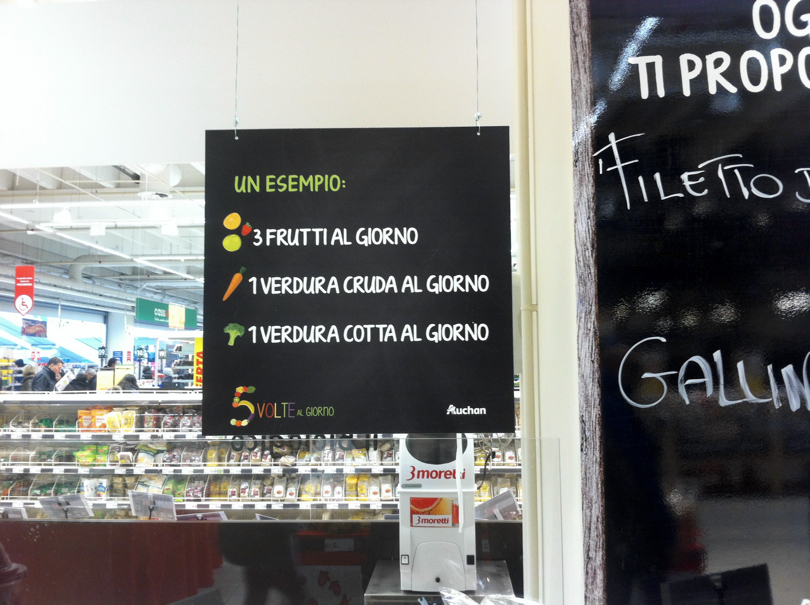 UN ESEMPIO:
3 FRUTTI AL GIORNO
1 VERDURA CRUDA AL GIORNO
1 VERDURA COTTA AL GIORNO
5 VOLTE AL GIORNO
Auchan
3moretti
3moretti
TI PROPO
FILETTO
GALLIN